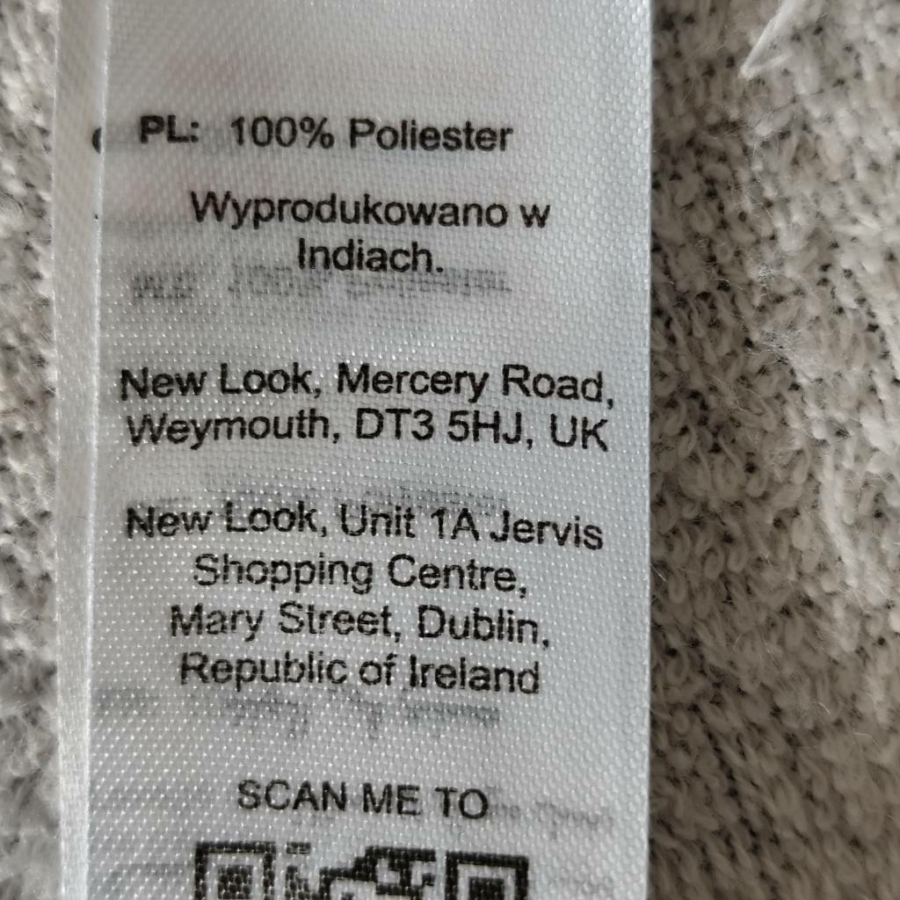 PL: 100% Poliester
Wyprodukowano w
Indiach.
New Look, Mercery Road,
Weymouth, DT3 5HJ, UK
New Look, Unit 1A Jervis
Shopping Centre,
Mary Street, Dublin,
Republic of Ireland
SCAN ME TO